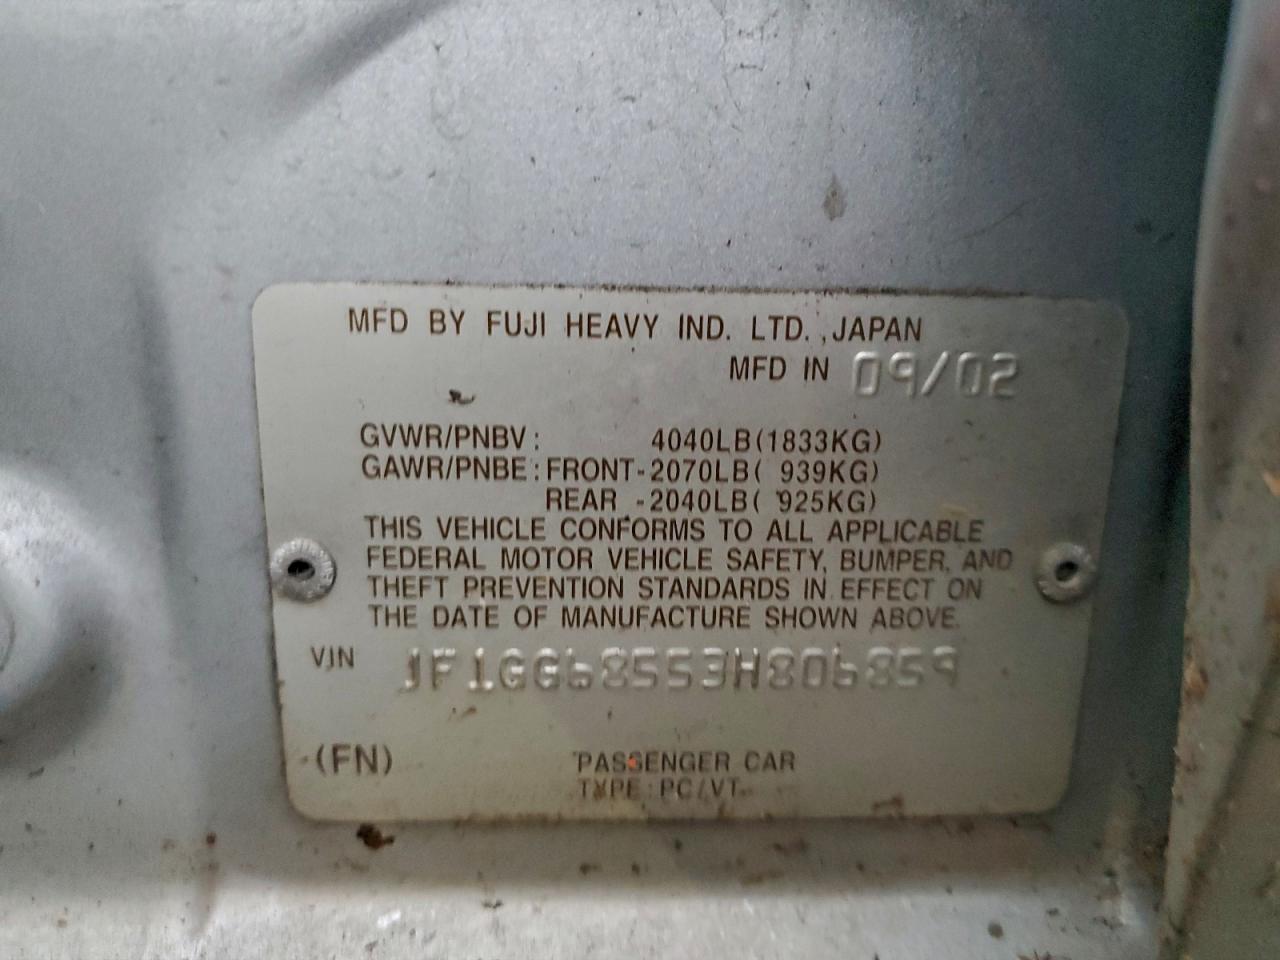 MFD BY FUJI HEAVY IND. LTD. ,JAPAN
MFD IN 09/02
GVWR/PNBV: 4040LB(1833KG)
GAWR/PNBE: FRONT-2070LB( 939KG)
REAR -2040LB( 925KG)
THIS VEHICLE CONFORMS TO ALL APPLICABLE
FEDERAL MOTOR VEHICLE SAFETY, BUMPER, AND
THEFT PREVENTION STANDARDS IN EFFECT ON
THE DATE OF MANUFACTURE SHOWN ABOVE.
VIN JF1GG68553H806859
(FN) PASSENGER CAR
TYPE: PC/VT